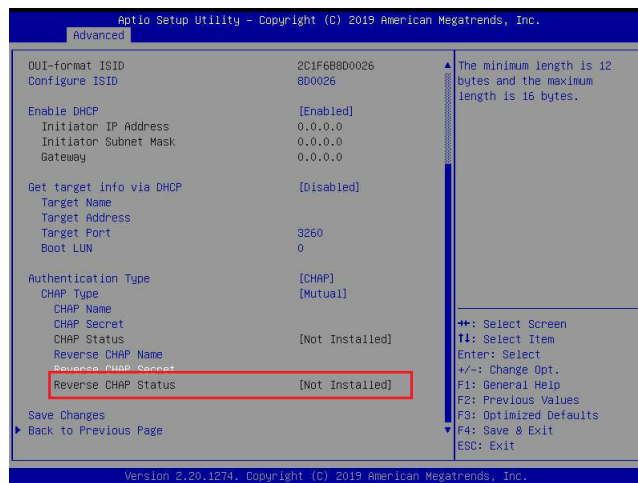 Aptio Setup Utility – Copyright (C) 2019 American Megatrends, Inc.
Advanced
OUI-format ISID 2C1F6B8D0026
Configure ISID 8D0026
Enable DHCP [Enabled]
Initiator IP Address 0.0.0.0
Initiator Subnet Mask 0.0.0.0
Gateway 0.0.0.0
Get target info via DHCP [Disabled]
Target Name
Target Address
Target Port 3260
Boot LUN 0
Authentication Type [CHAP]
CHAP Type [Mutual]
CHAP Name
CHAP Secret
CHAP Status [Not Installed]
Reverse CHAP Name
Reverse CHAP Secret
Reverse CHAP Status [Not Installed]
Save Changes
Back to Previous Page
The minimum length is 12
bytes and the maximum
length is 16 bytes.
→←: Select Screen
↑↓: Select Item
Enter: Select
+/-: Change Opt.
F1: General Help
F2: Previous Values
F3: Optimized Defaults
F4: Save & Exit
ESC: Exit
Version 2.20.1274. Copyright (C) 2019 American Megatrends, Inc.